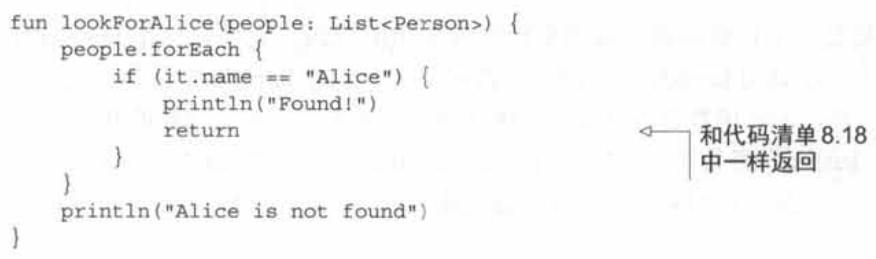 fun lookForAlice(people: List<Person>) {
    people.forEach {
        if (it.name == "Alice") {
            println("Found!")
            return
        }
    }
    println("Alice is not found")
}
和代码清单 8.18
中一样返回